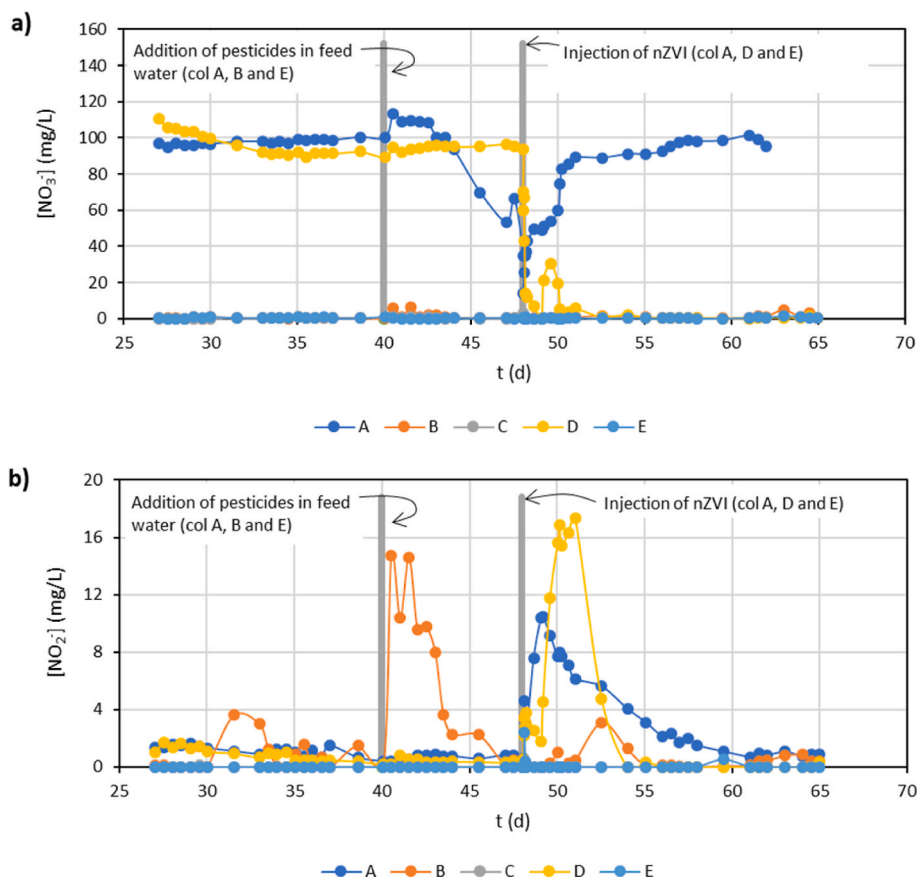 a)
160
140
120
100
80
60
40
20
0
[NO₃⁻] (mg/L)
Addition of pesticides in feed
water (col A, B and E)
Injection of nZVI (col A, D and E)
25 30 35 40 45 50 55 60 65 70
t (d)
A B C D E
b)
20
16
12
8
4
0
[NO₂⁻] (mg/L)
Addition of pesticides in feed
water (col A, B and E)
Injection of nZVI (col A, D and E)
25 30 35 40 45 50 55 60 65 70
t (d)
A B C D E